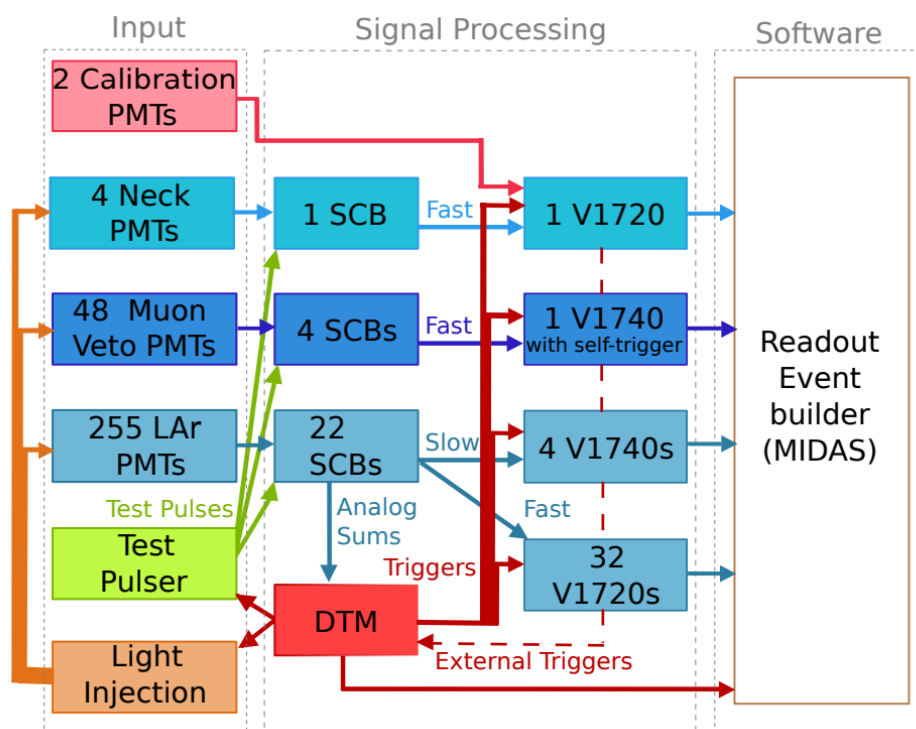 Input
Signal Processing
Software
2 Calibration
PMTs
4 Neck
PMTs
1 SCB
Fast
1 V1720
48 Muon
Veto PMTs
4 SCBs
Fast
1 V1740
with self-trigger
Readout
Event
builder
(MIDAS)
255 LAr
PMTs
22
SCBs
Slow
4 V1740s
Fast
Test Pulses
Analog
Sums
Test
Pulser
Triggers
32
V1720s
DTM
External Triggers
Light
Injection